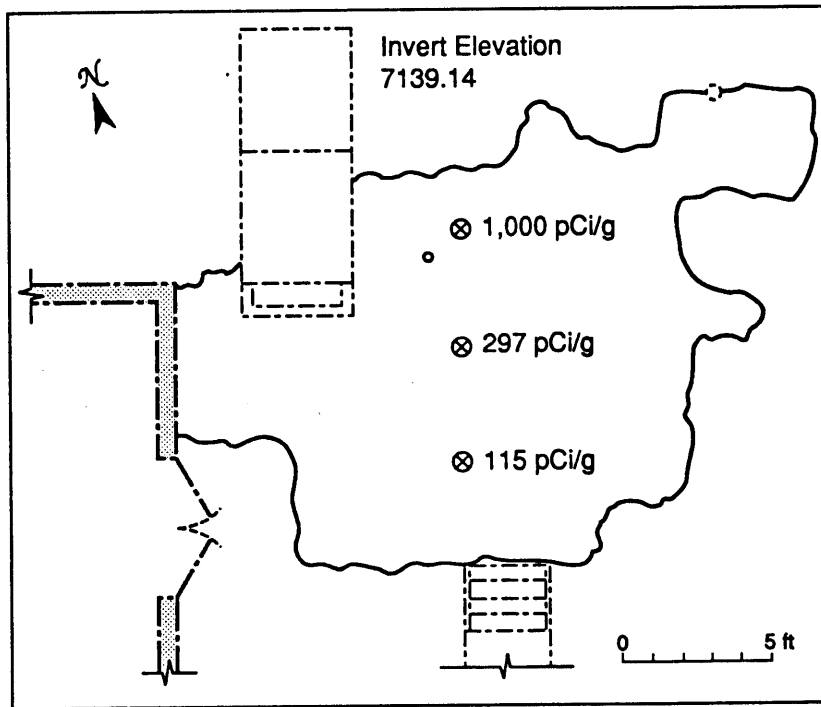 Invert Elevation
7139.14
N
1,000 pCi/g
297 pCi/g
115 pCi/g
0 5 ft